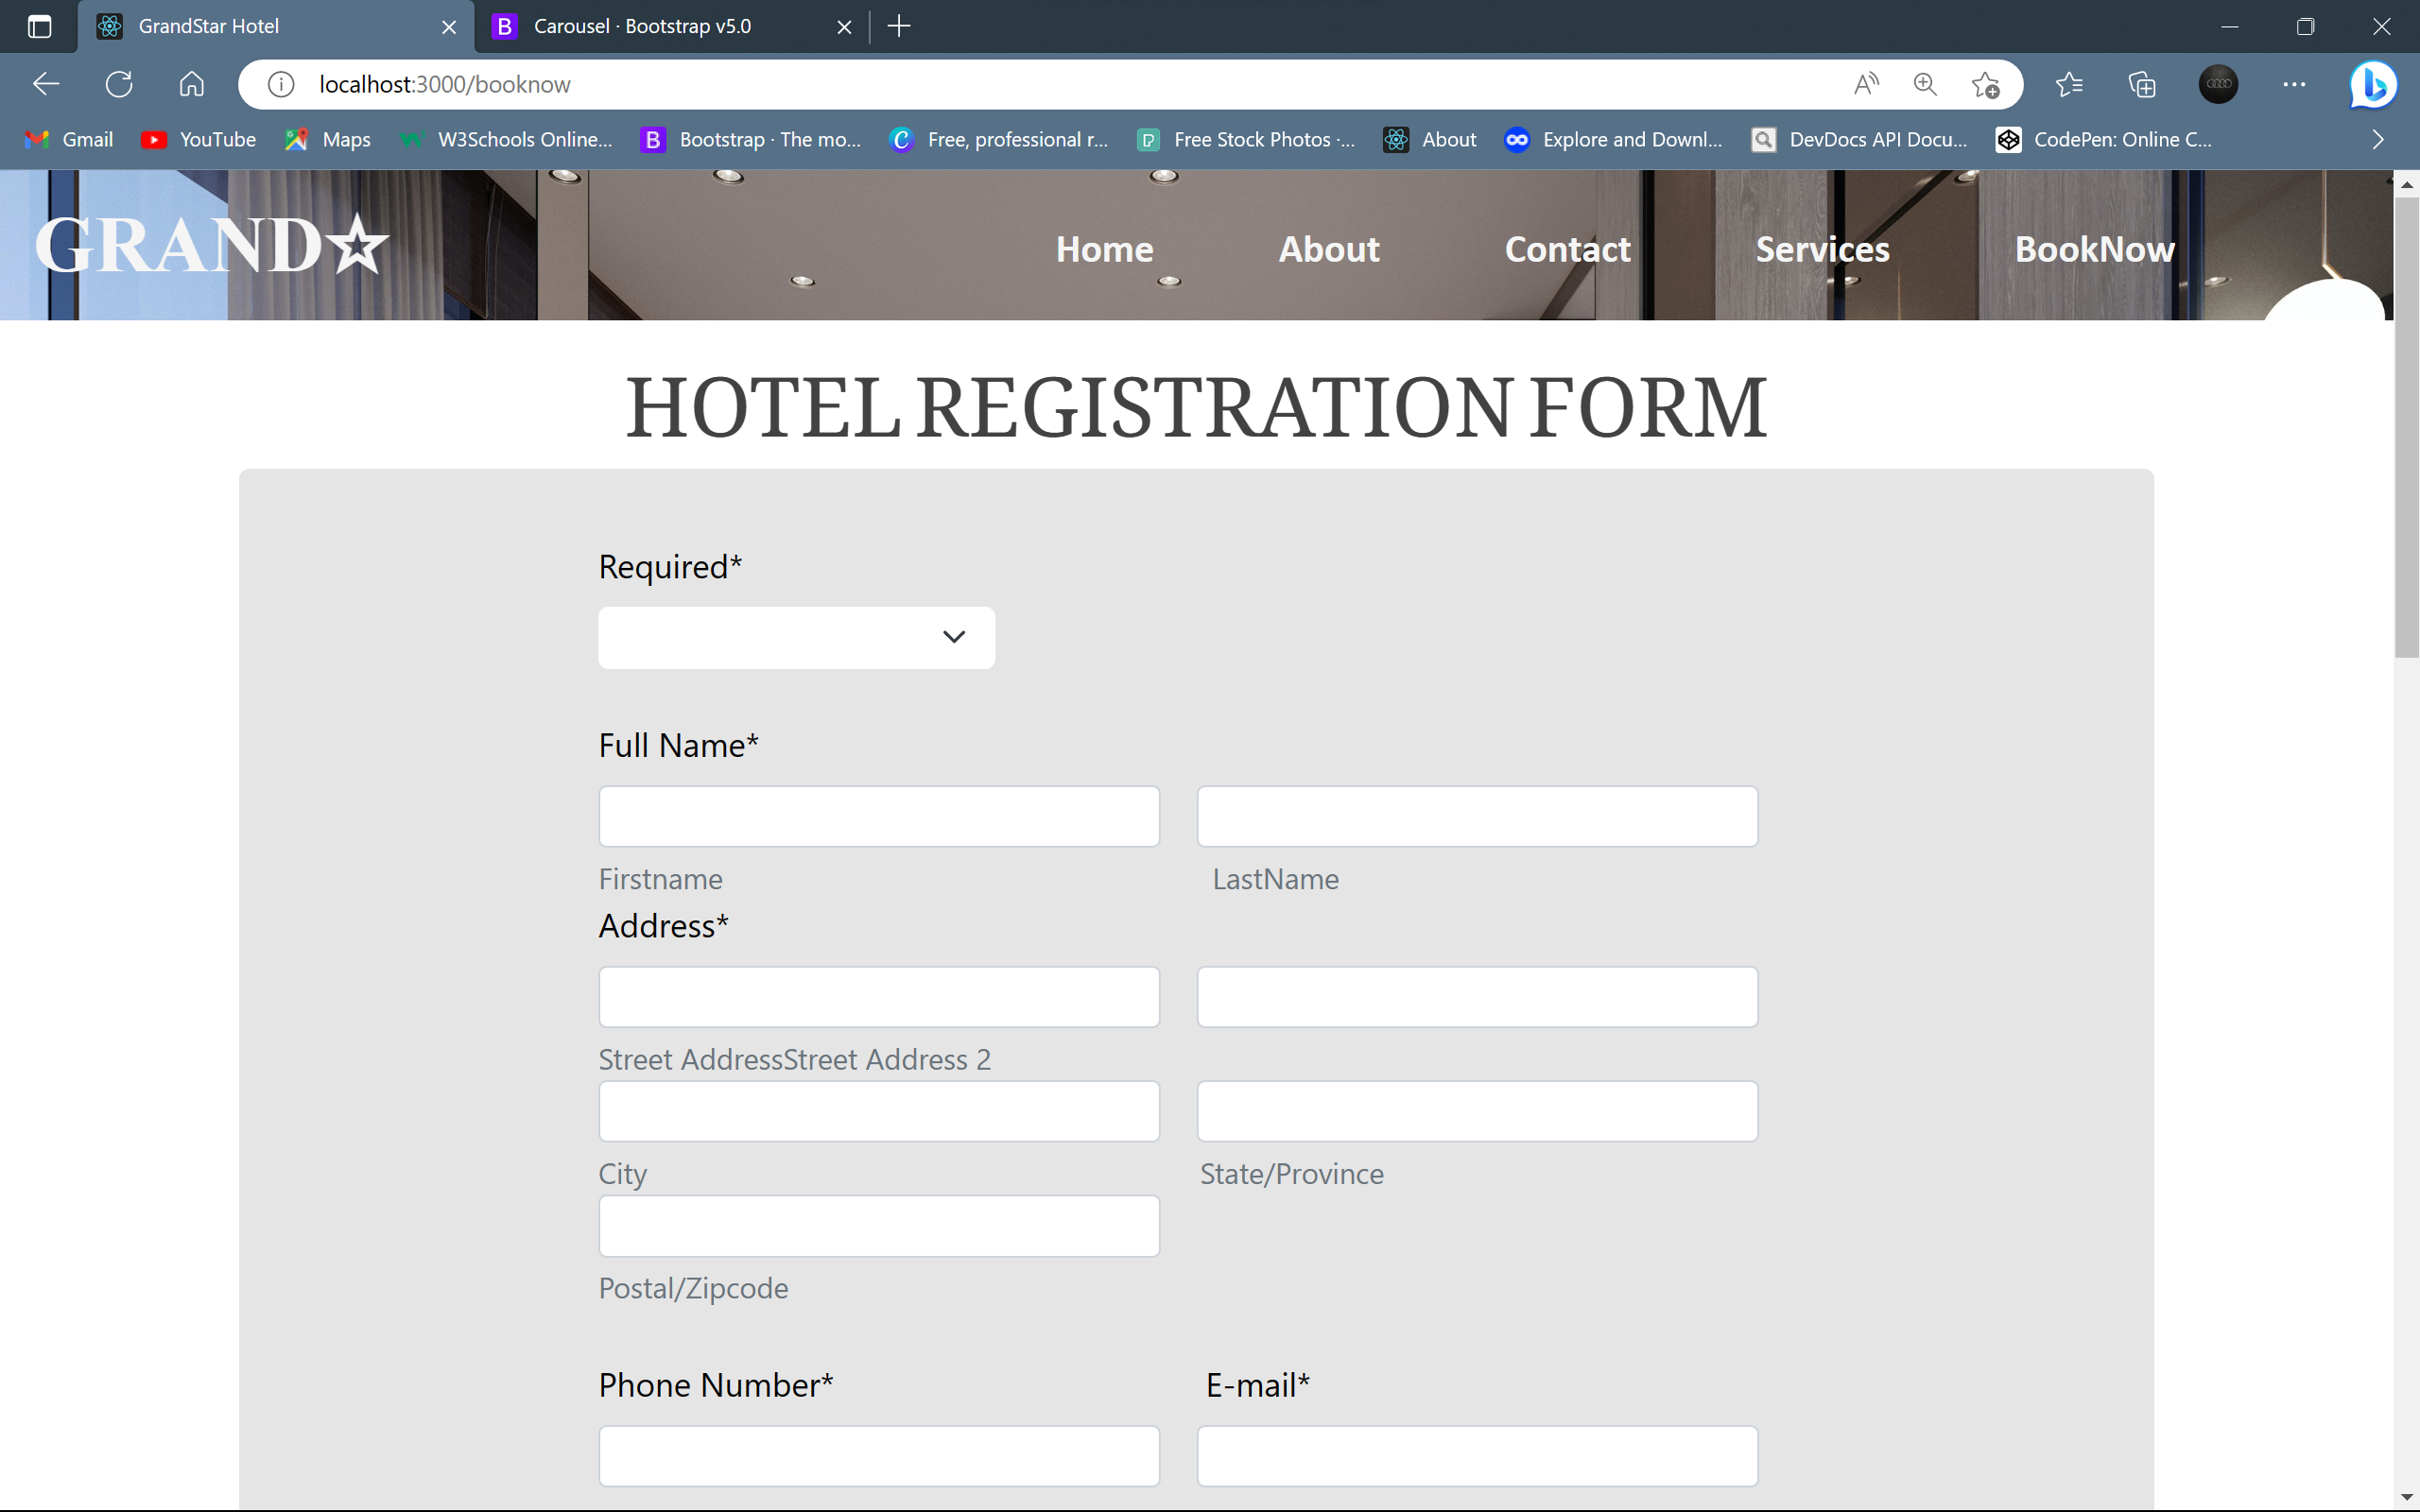 GrandStar Hotel
B Carousel · Bootstrap v5.0
localhost:3000/booknow
Gmail YouTube Maps W3Schools Online... B Bootstrap · The mo... Free, professional r... Free Stock Photos ·... About Explore and Downl... DevDocs API Docu... CodePen: Online C...
GRAND☆ Home About Contact Services BookNow
HOTEL REGISTRATION FORM
Required*
Full Name*
Firstname LastName
Address*
Street AddressStreet Address 2
City State/Province
Postal/Zipcode
Phone Number* E-mail*